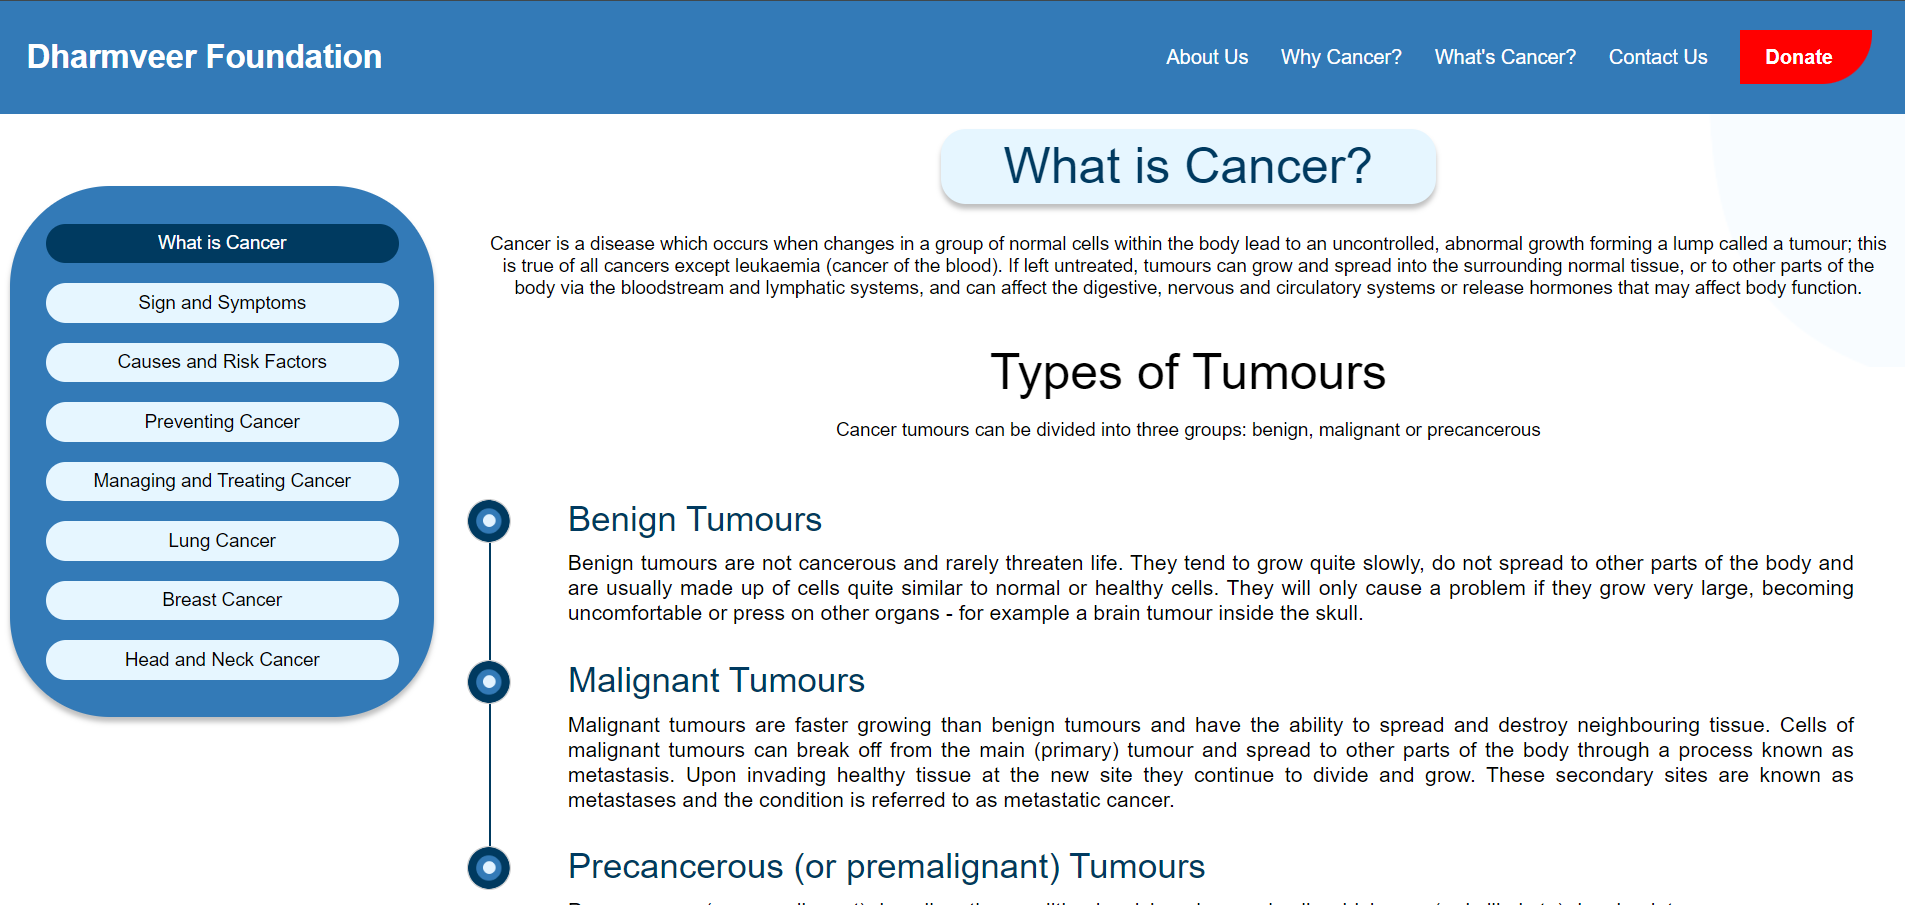 Dharmveer Foundation
About Us
Why Cancer?
What's Cancer?
Contact Us
Donate
What is Cancer
Sign and Symptoms
Causes and Risk Factors
Preventing Cancer
Managing and Treating Cancer
Lung Cancer
Breast Cancer
Head and Neck Cancer
What is Cancer?
Cancer is a disease which occurs when changes in a group of normal cells within the body lead to an uncontrolled, abnormal growth forming a lump called a tumour; this
is true of all cancers except leukaemia (cancer of the blood). If left untreated, tumours can grow and spread into the surrounding normal tissue, or to other parts of the
body via the bloodstream and lymphatic systems, and can affect the digestive, nervous and circulatory systems or release hormones that may affect body function.
Types of Tumours
Cancer tumours can be divided into three groups: benign, malignant or precancerous
Benign Tumours
Benign tumours are not cancerous and rarely threaten life. They tend to grow quite slowly, do not spread to other parts of the body and
are usually made up of cells quite similar to normal or healthy cells. They will only cause a problem if they grow very large, becoming
uncomfortable or press on other organs - for example a brain tumour inside the skull.
Malignant Tumours
Malignant tumours are faster growing than benign tumours and have the ability to spread and destroy neighbouring tissue. Cells of
malignant tumours can break off from the main (primary) tumour and spread to other parts of the body through a process known as
metastasis. Upon invading healthy tissue at the new site they continue to divide and grow. These secondary sites are known as
metastases and the condition is referred to as metastatic cancer.
Precancerous (or premalignant) Tumours